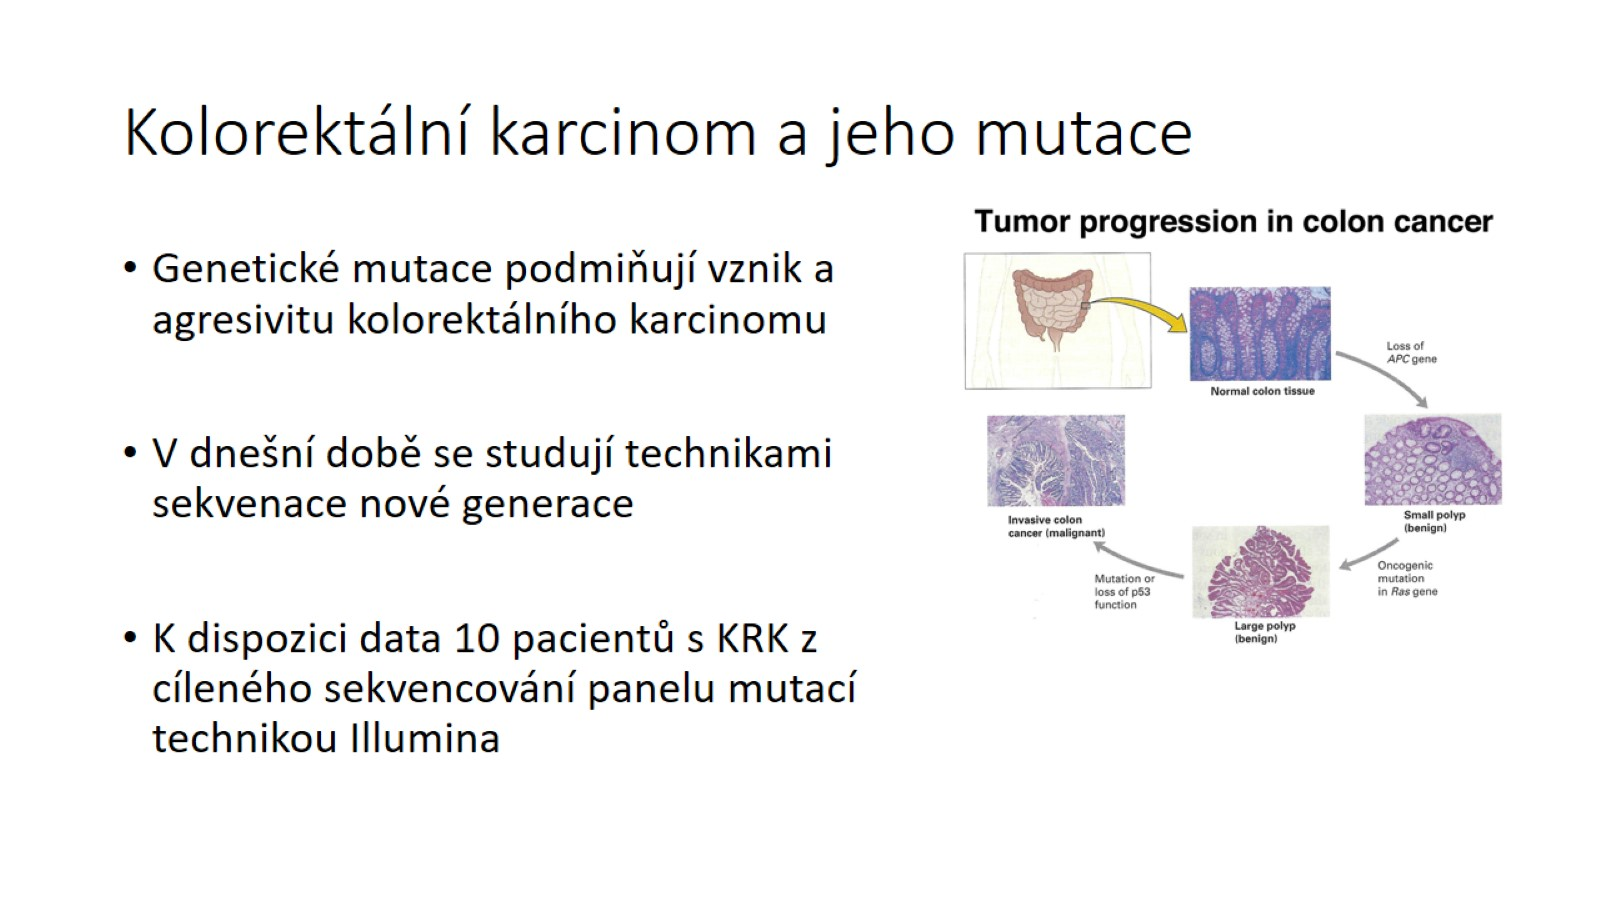 Kolorektální karcinom a jeho mutace
• Genetické mutace podmiňují vznik a
agresivitu kolorektálního karcinomu
• V dnešní době se studují technikami
sekvenace nové generace
• K dispozici data 10 pacientů s KRK z
cíleného sekvencování panelu mutací
technikou Illumina
Tumor progression in colon cancer
Normal colon tissue
Loss of
APC gene
Small polyp
(benign)
Oncogenic
mutation
in Ras gene
Large polyp
(benign)
Mutation or
loss of p53
function
Invasive colon
cancer (malignant)